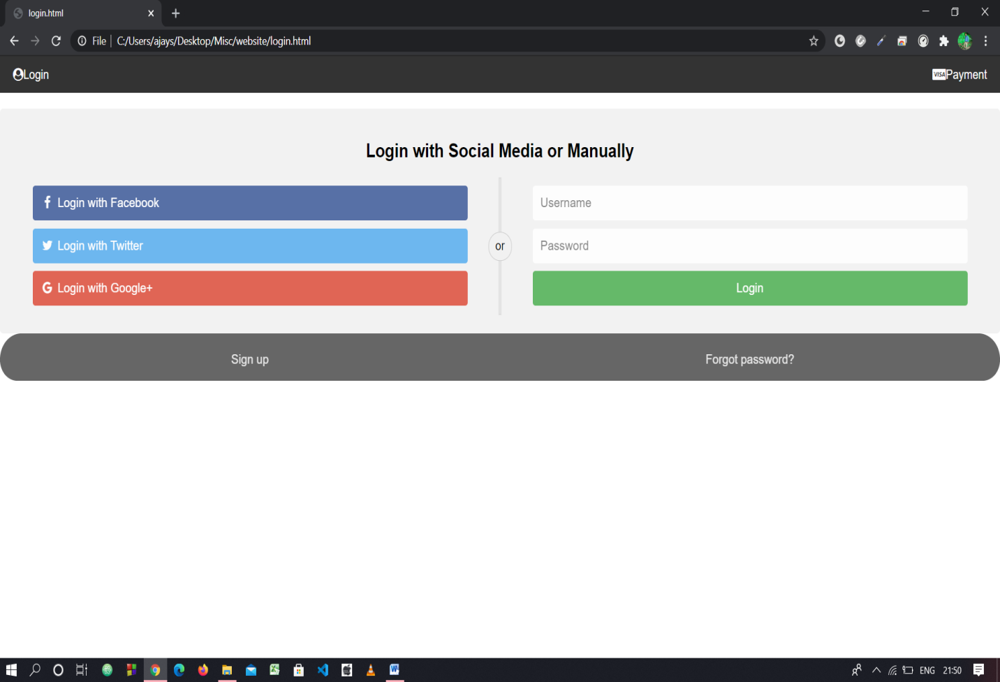 login.html
File C:/Users/ajays/Desktop/Misc/website/login.html
Login
VISA Payment
Login with Social Media or Manually
Login with Facebook
Login with Twitter
Login with Google+
or
Username
Password
Login
Sign up
Forgot password?
ENG 21:50